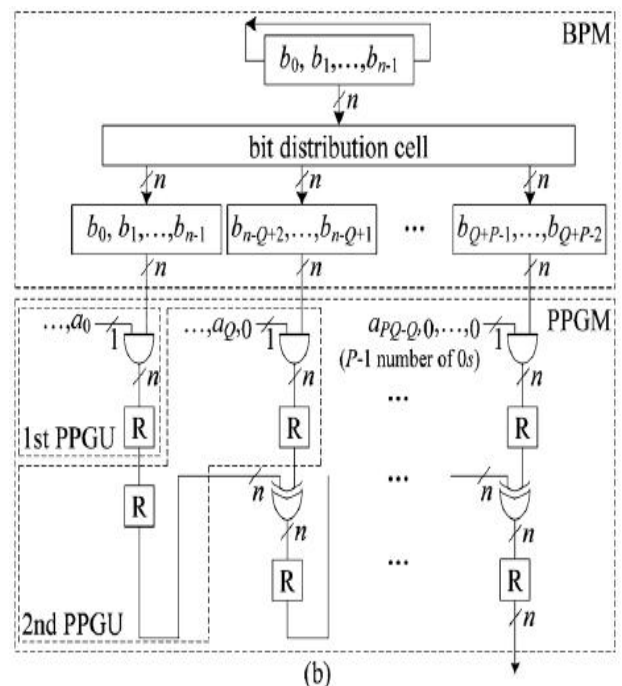 BPM
b0, b1,...,bn-1
n
bit distribution cell
n n n
b0, b1,...,bn-1 bn-Q+2,...,bn-Q+1 ... bQ+P-1,...,bQ+P-2
n n n
PPGM
...,a0 1 ...,aQ,0 1 aPQ-Q,0,...,0 1
(P-1 number of 0s)
n n n
...
R R R
1st PPGU
R n ... n
n n
R ... R
2nd PPGU n
(b)